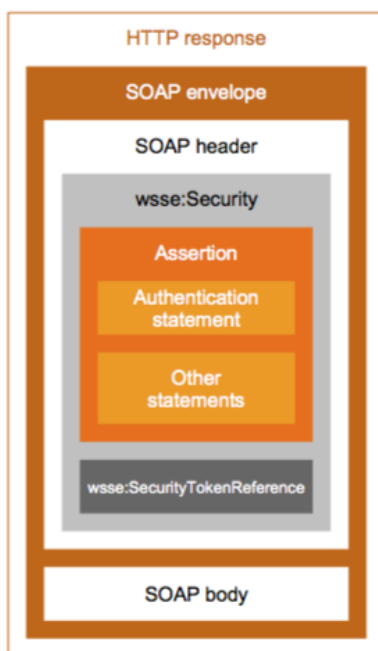 HTTP response
SOAP envelope
SOAP header
wsse:Security
Assertion
Authentication
statement
Other
statements
wsse:SecurityTokenReference
SOAP body